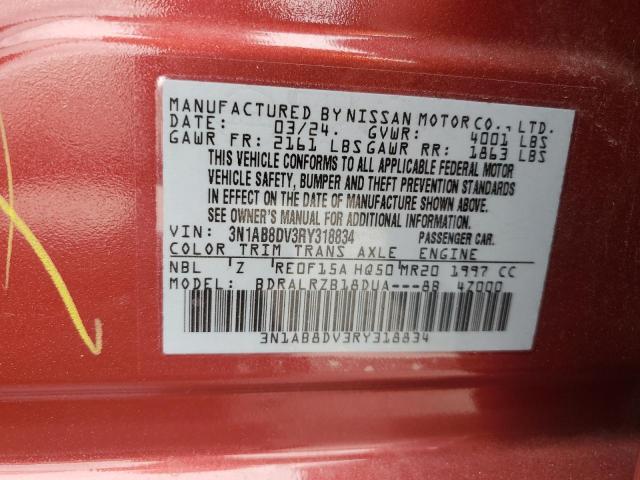 MANUFACTURED BY NISSAN MOTOR CO., LTD.
DATE: 03/24. GVWR: 4001 LBS
GAWR FR: 2161 LBS GAWR RR: 1863 LBS
THIS VEHICLE CONFORMS TO ALL APPLICABLE FEDERAL MOTOR
VEHICLE SAFETY, BUMPER AND THEFT PREVENTION STANDARDS
IN EFFECT ON THE DATE OF MANUFACTURE SHOWN ABOVE.
SEE OWNER'S MANUAL FOR ADDITIONAL INFORMATION.
VIN: 3N1AB8DV3RY318834 PASSENGER CAR.
COLOR TRIM TRANS AXLE ENGINE
NBL Z RE0F15A HQ50 MR20 1997 CC
MODEL: BDRALRZB18DUA---8B 47000
3N1AB8DV3RY318834